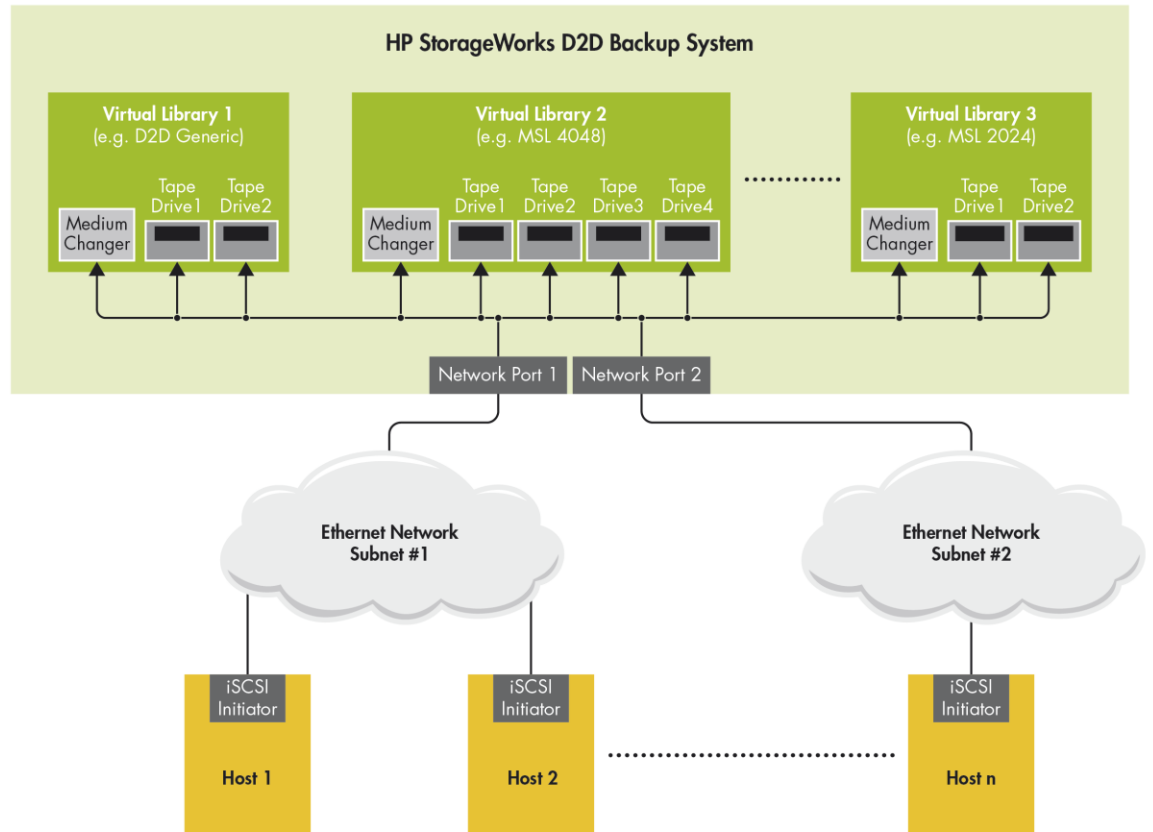 HP StorageWorks D2D Backup System
Virtual Library 1
(e.g. D2D Generic)
Medium
Changer
Tape
Drive1
Tape
Drive2
Virtual Library 2
(e.g. MSL 4048)
Medium
Changer
Tape
Drive1
Tape
Drive2
Tape
Drive3
Tape
Drive4
Virtual Library 3
(e.g. MSL 2024)
Medium
Changer
Tape
Drive1
Tape
Drive2
Network Port 1
Network Port 2
Ethernet Network
Subnet #1
Ethernet Network
Subnet #2
iSCSI
Initiator
Host 1
iSCSI
Initiator
Host 2
iSCSI
Initiator
Host n